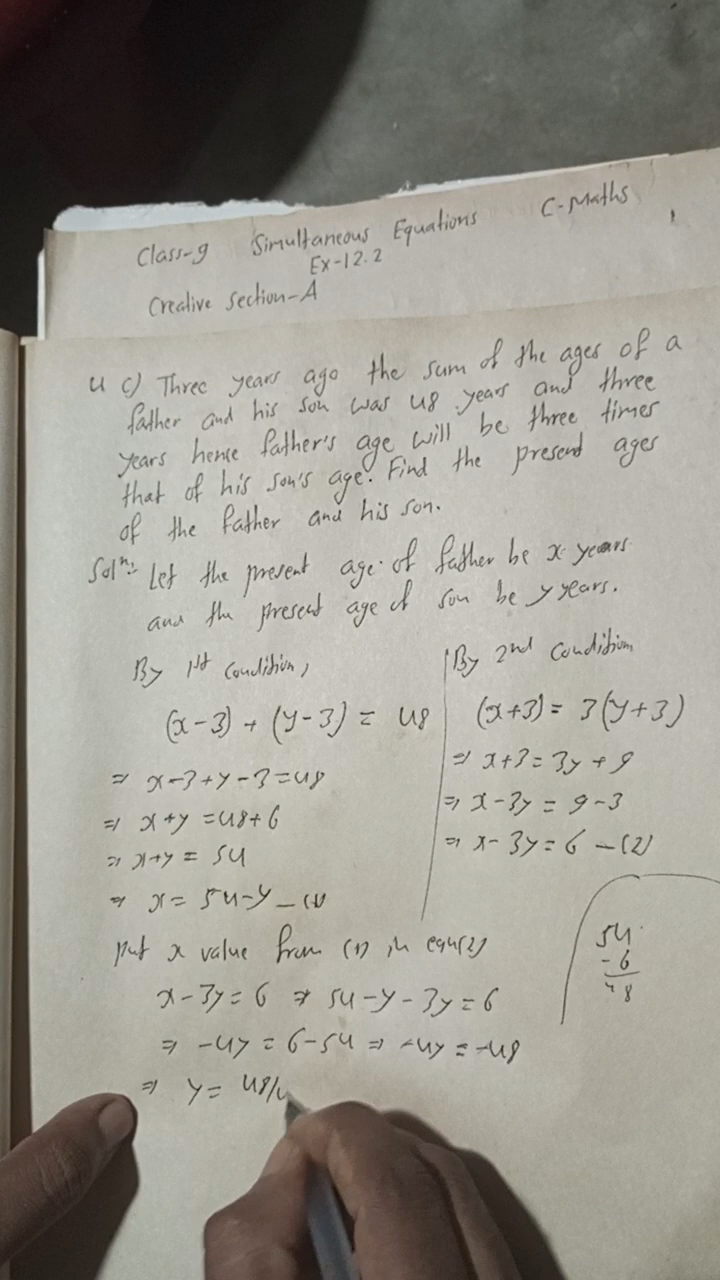 Class-9 Simultaneous Equations C-Maths
Ex-12.2
Creative Section-A
4 c) Three years ago the sum of the ages of a
father and his son was 48 years and three
years hence father's age will be three times
that of his son's age. Find the present ages
of the father and his son.
Solⁿ:- Let the present age of father be x years
and the present age of son be y years.
By 1st condition,
(x-3) + (y-3) = 48
⇒ x-3+y-3=48
⇒ x+y = 48+6
⇒ x+y = 54
⇒ x = 54-y - (1)
By 2nd condition
(x+3) = 3(y+3)
⇒ x+3 = 3y+9
⇒ x-3y = 9-3
⇒ x-3y = 6 - (2)
put x value from (1) in equn(2)
x-3y = 6 ⇒ 54-y-3y = 6
⇒ -4y = 6-54 ⇒ -4y = -48
⇒ y = 48/4
54
-6
48